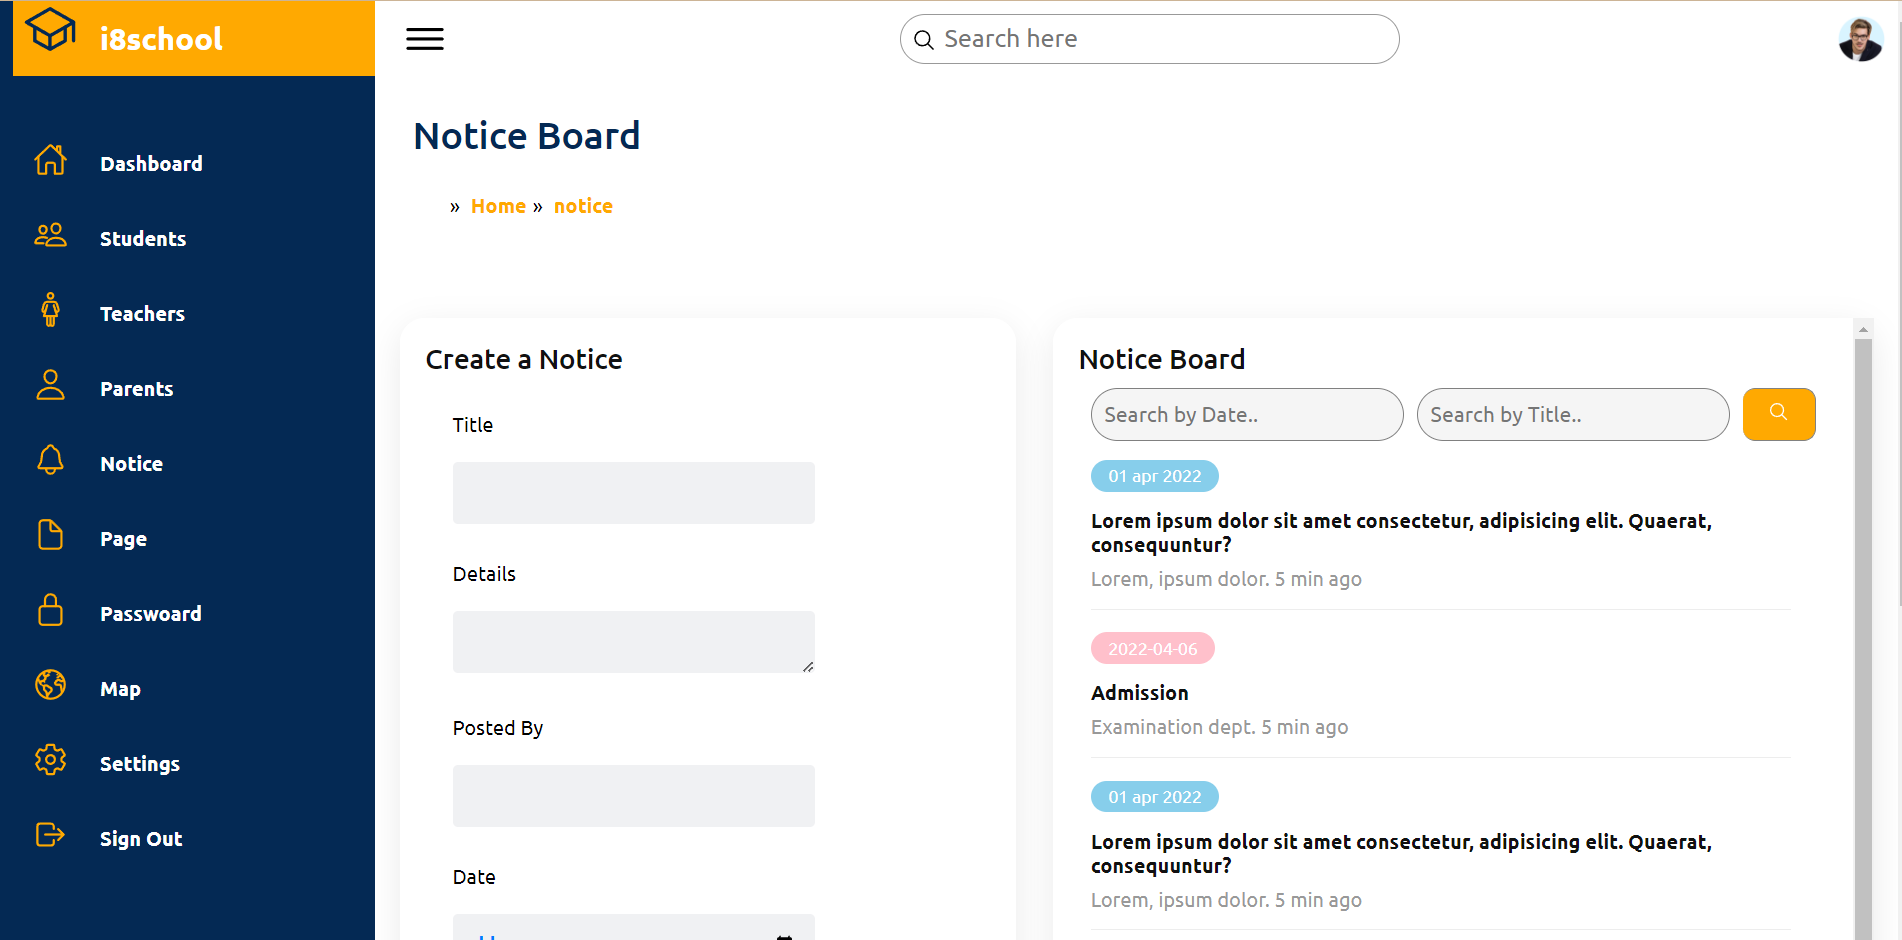 i8school
Search here
Dashboard
Students
Teachers
Parents
Notice
Page
Passwoard
Map
Settings
Sign Out
Notice Board
» Home » notice
Create a Notice
Title
Details
Posted By
Date
Notice Board
Search by Date..
Search by Title..
01 apr 2022
Lorem ipsum dolor sit amet consectetur, adipisicing elit. Quaerat,
consequuntur?
Lorem, ipsum dolor. 5 min ago
2022-04-06
Admission
Examination dept. 5 min ago
01 apr 2022
Lorem ipsum dolor sit amet consectetur, adipisicing elit. Quaerat,
consequuntur?
Lorem, ipsum dolor. 5 min ago